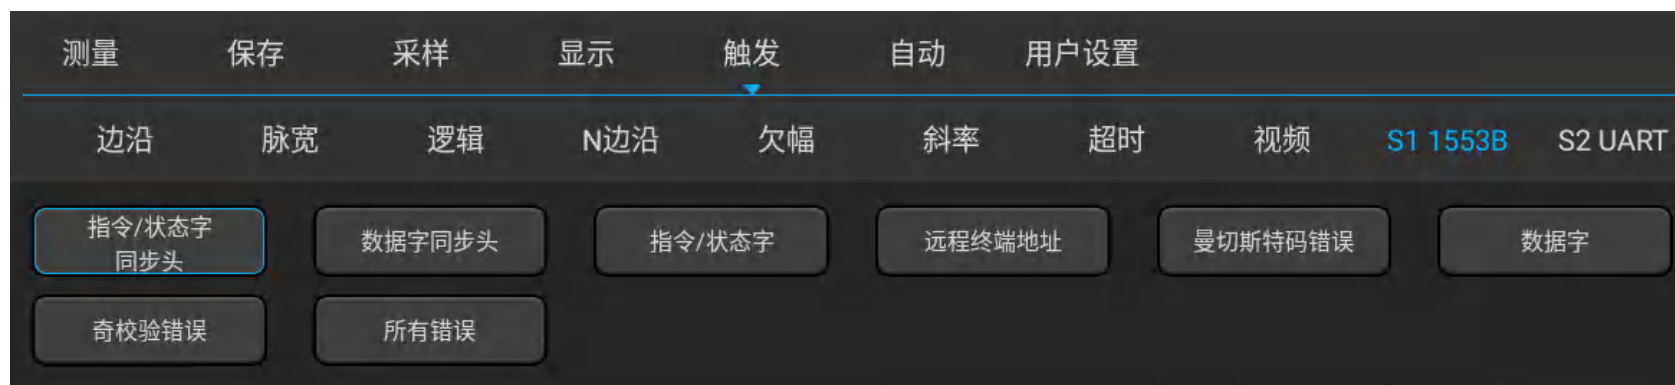 测量 保存 采样 显示 触发 自动 用户设置
边沿 脉宽 逻辑 N边沿 欠幅 斜率 超时 视频 S1 1553B S2 UART
指令/状态字
同步头
数据字同步头 指令/状态字 远程终端地址 曼切斯特码错误 数据字
奇校验错误 所有错误